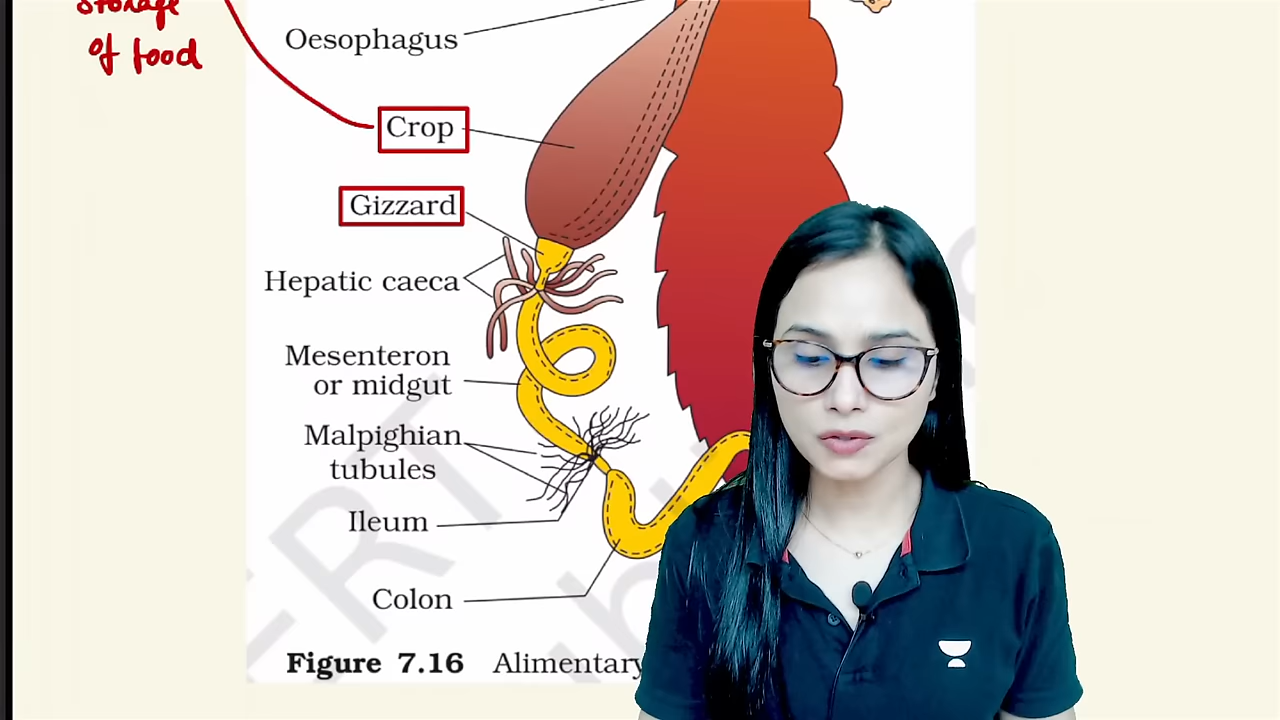 storage
of food
Oesophagus
Crop
Gizzard
Hepatic caeca
Mesenteron
or midgut
Malpighian
tubules
Ileum
Colon
Figure 7.16 Alimentary